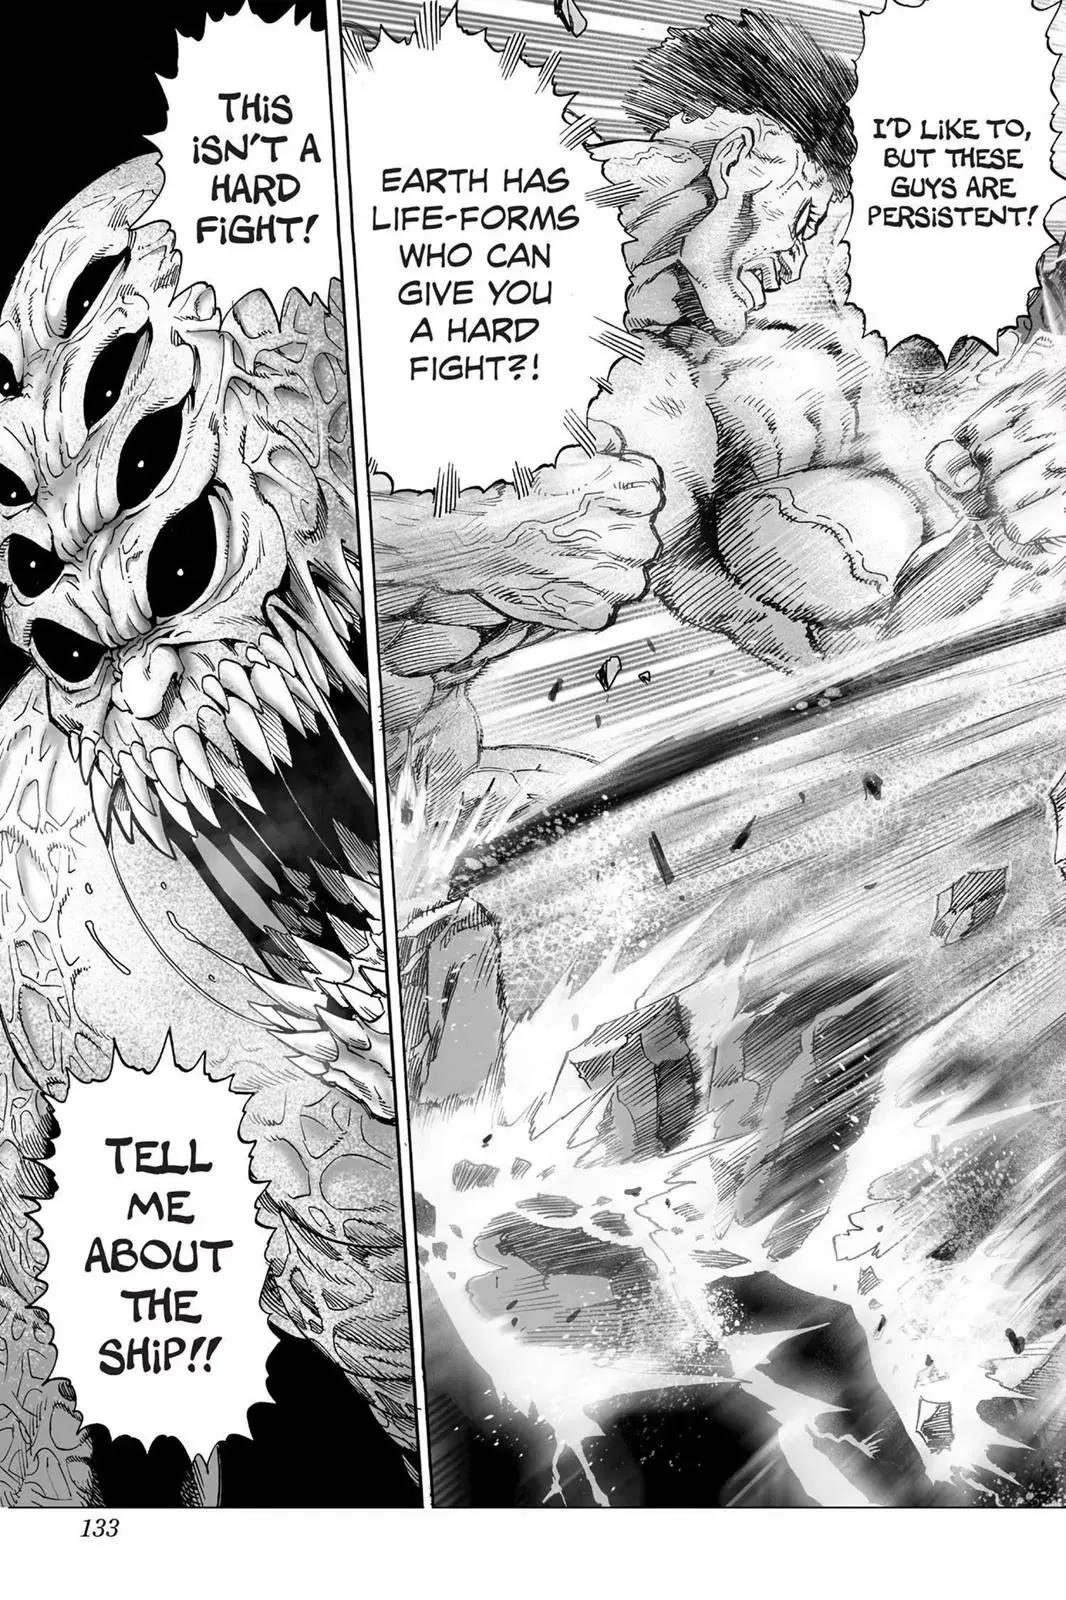 I'D LIKE TO,
BUT THESE
GUYS ARE
PERSISTENT!
EARTH HAS
LIFE-FORMS
WHO CAN
GIVE YOU
A HARD
FIGHT?!
THIS
ISN'T A
HARD
FIGHT!
TELL
ME
ABOUT
THE
SHIP!!
133